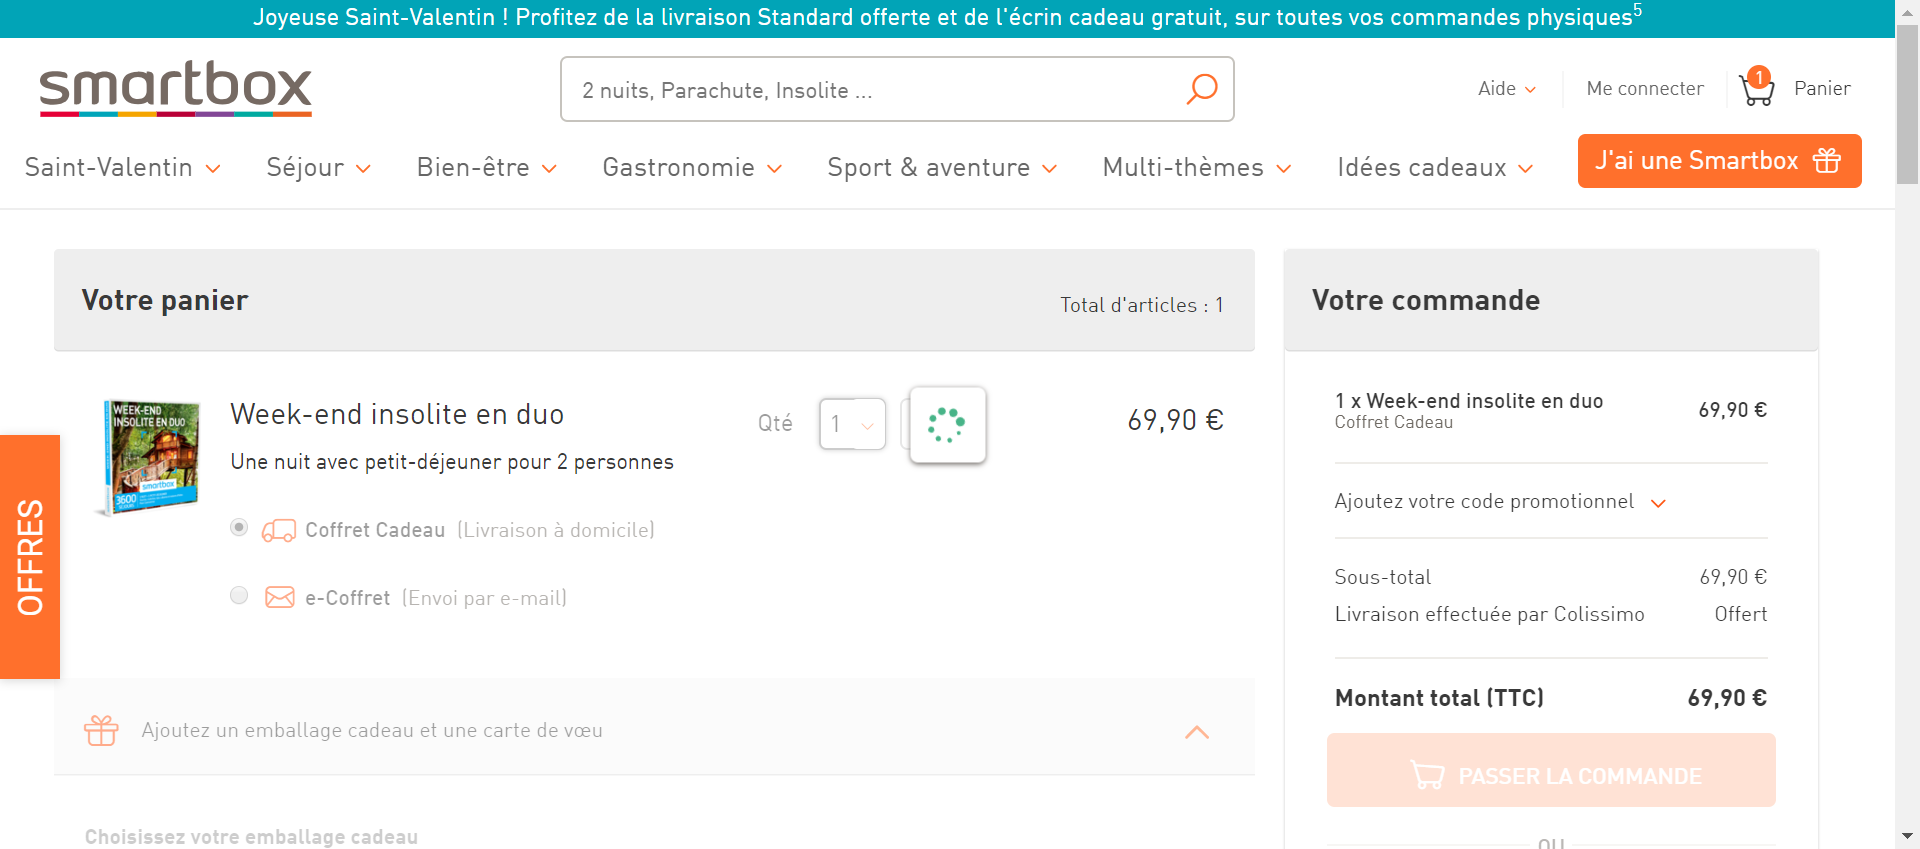 Joyeuse Saint-Valentin ! Profitez de la livraison Standard offerte et de l'écrin cadeau gratuit, sur toutes vos commandes physiques⁵
smartbox
2 nuits, Parachute, Insolite ...
Aide
Me connecter
1
Panier
Saint-Valentin
Séjour
Bien-être
Gastronomie
Sport & aventure
Multi-thèmes
Idées cadeaux
J'ai une Smartbox
Votre panier
Total d'articles : 1
WEEK-END
INSOLITE EN DUO
smartbox
3600
Week-end insolite en duo
Une nuit avec petit-déjeuner pour 2 personnes
Qté
1
69,90 €
Coffret Cadeau (Livraison à domicile)
e-Coffret (Envoi par e-mail)
OFFRES
Ajoutez un emballage cadeau et une carte de vœu
Choisissez votre emballage cadeau
Votre commande
1 x Week-end insolite en duo
Coffret Cadeau
69,90 €
Ajoutez votre code promotionnel
Sous-total 69,90 €
Livraison effectuée par Colissimo Offert
Montant total (TTC) 69,90 €
PASSER LA COMMANDE
OU